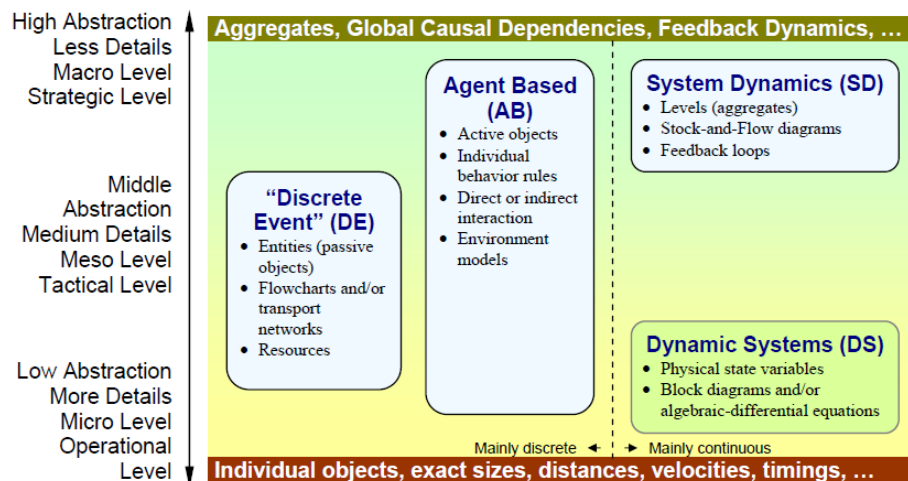 High Abstraction
Less Details
Macro Level
Strategic Level
Middle
Abstraction
Medium Details
Meso Level
Tactical Level
Low Abstraction
More Details
Micro Level
Operational
Level
Aggregates, Global Causal Dependencies, Feedback Dynamics, …
“Discrete
Event” (DE)
• Entities (passive
objects)
• Flowcharts and/or
transport
networks
• Resources
Agent Based
(AB)
• Active objects
• Individual
behavior rules
• Direct or indirect
interaction
• Environment
models
System Dynamics (SD)
• Levels (aggregates)
• Stock-and-Flow diagrams
• Feedback loops
Dynamic Systems (DS)
• Physical state variables
• Block diagrams and/or
algebraic-differential equations
Mainly discrete
Mainly continuous
Individual objects, exact sizes, distances, velocities, timings, …